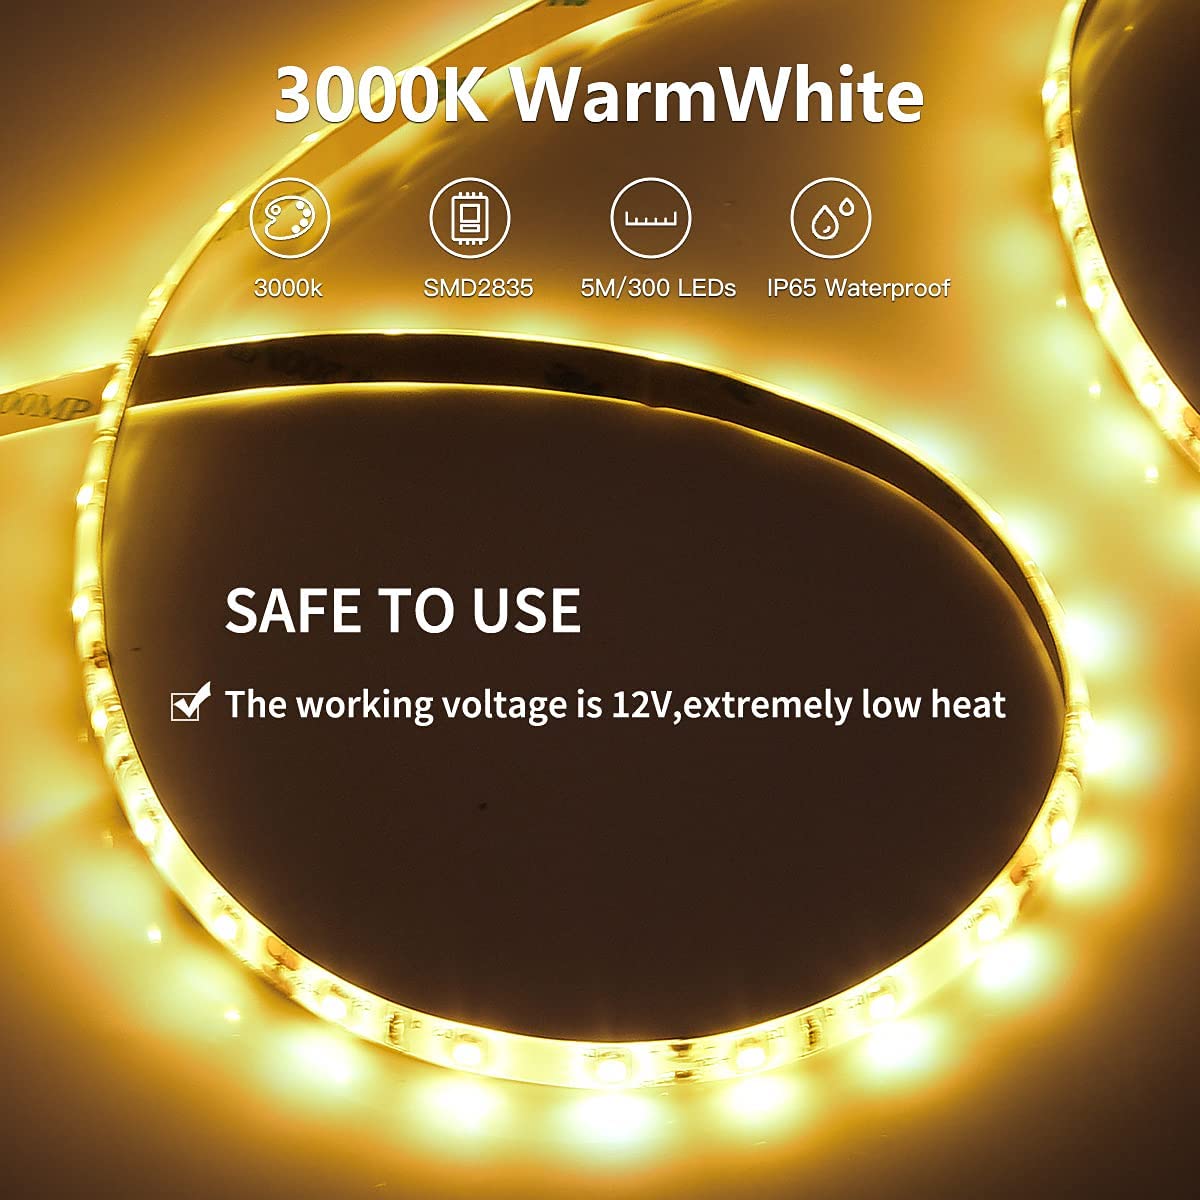 3000K WarmWhite
3000k
SMD2835
5M/300 LEDs
IP65 Waterproof
SAFE TO USE
The working voltage is 12V,extremely low heat